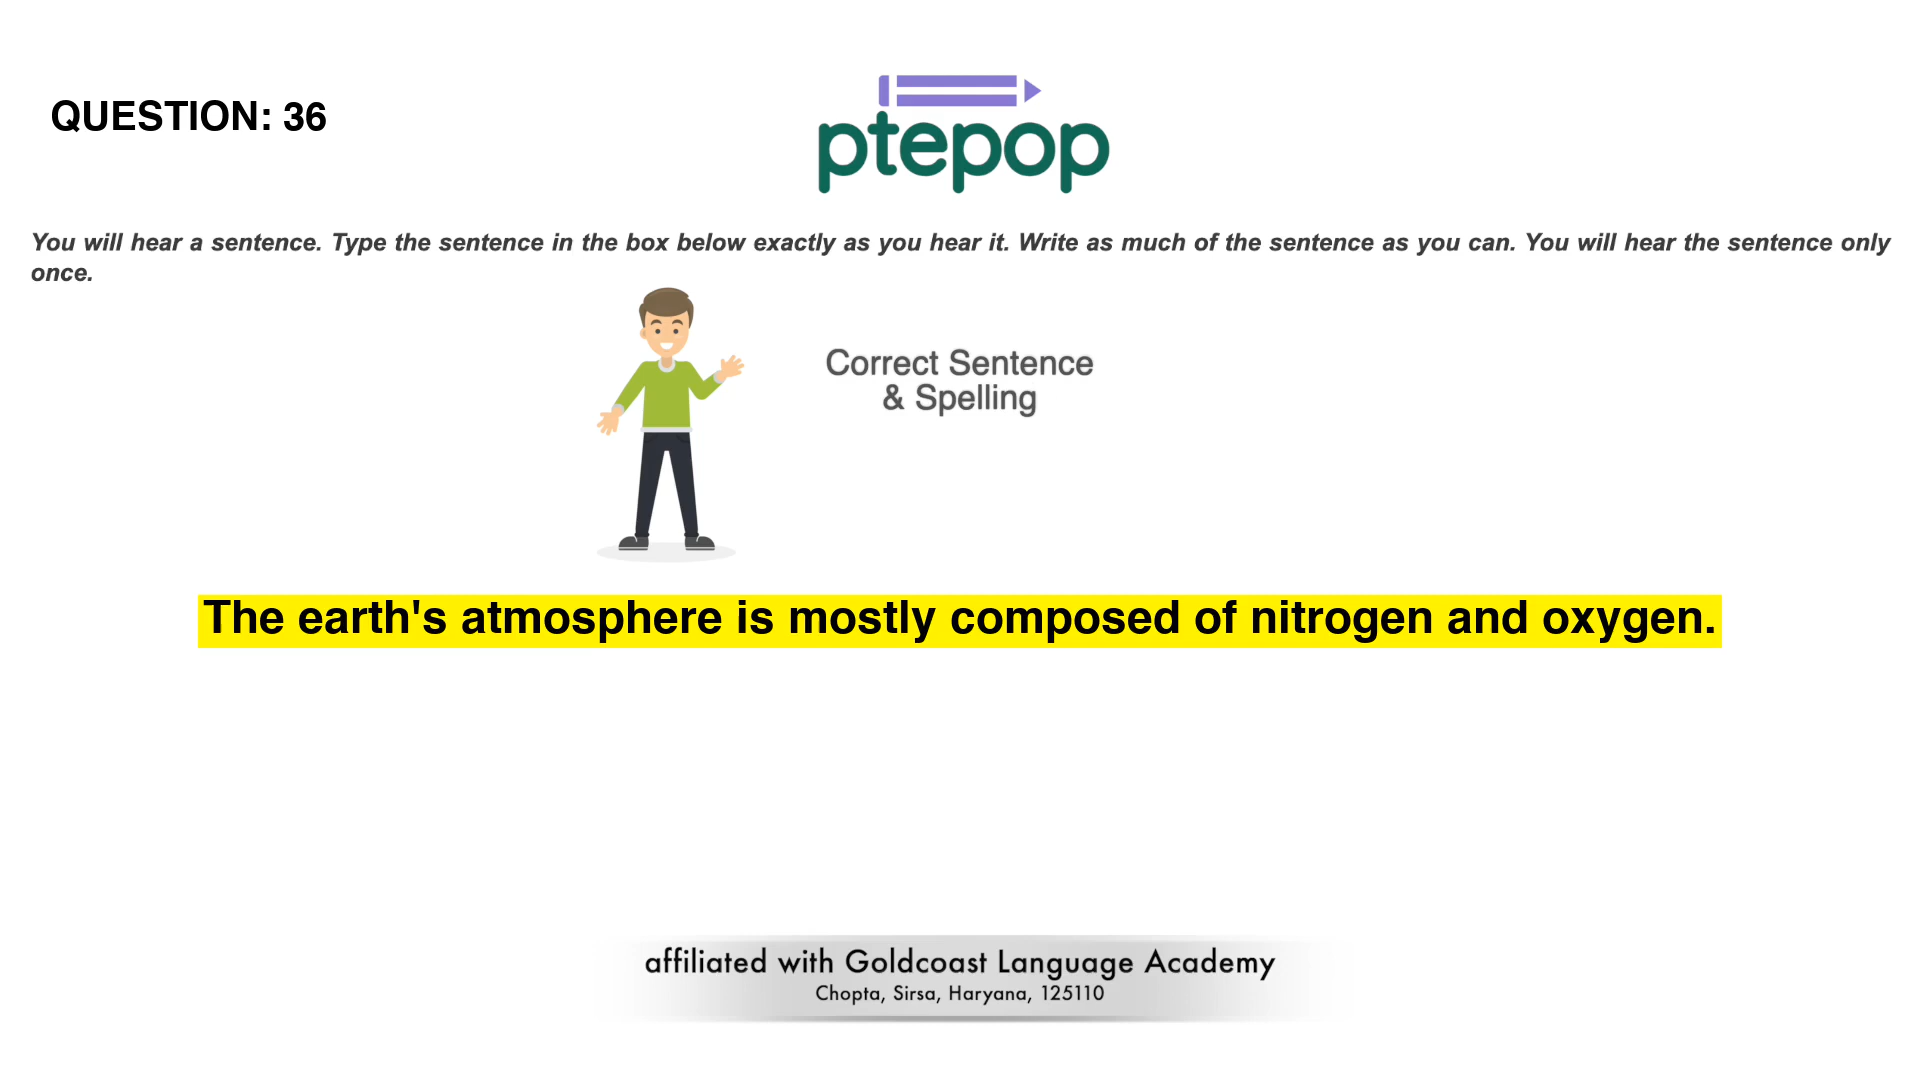 QUESTION: 36
ptepop
You will hear a sentence. Type the sentence in the box below exactly as you hear it. Write as much of the sentence as you can. You will hear the sentence only
once.
Correct Sentence
& Spelling
The earth's atmosphere is mostly composed of nitrogen and oxygen.
affiliated with Goldcoast Language Academy
Chopta, Sirsa, Haryana, 125110